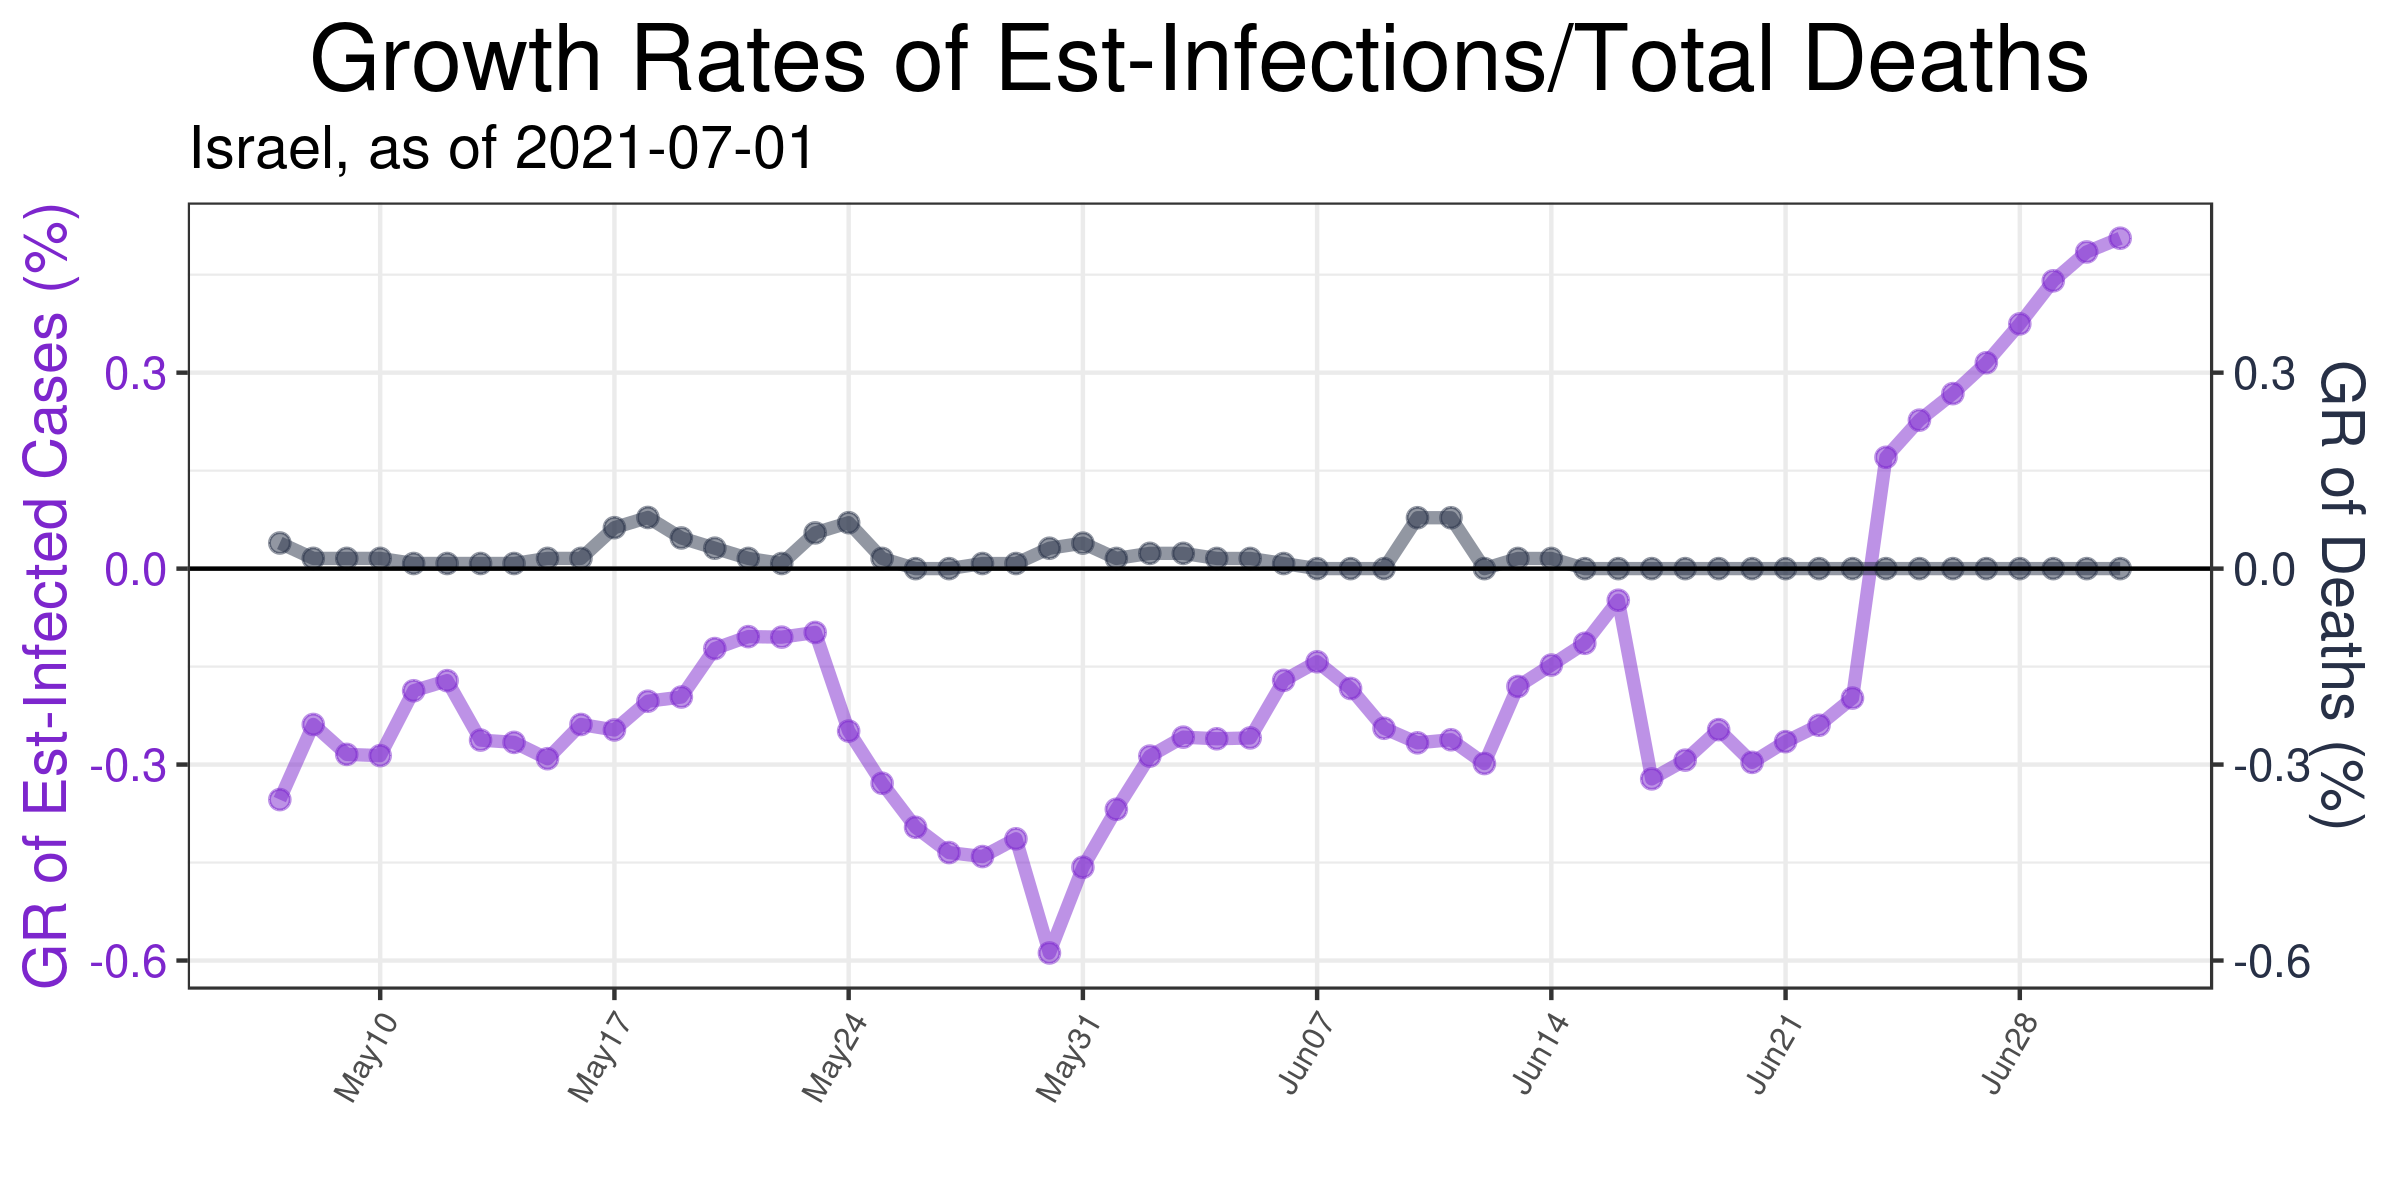 Growth Rates of Est-Infections/Total Deaths
Israel, as of 2021-07-01
GR of Est-Infected Cases (%)
0.3
0.0
-0.3
-0.6
0.3
0.0
-0.3
-0.6
GR of Deaths (%)
May10
May17
May24
May31
Jun07
Jun14
Jun21
Jun28